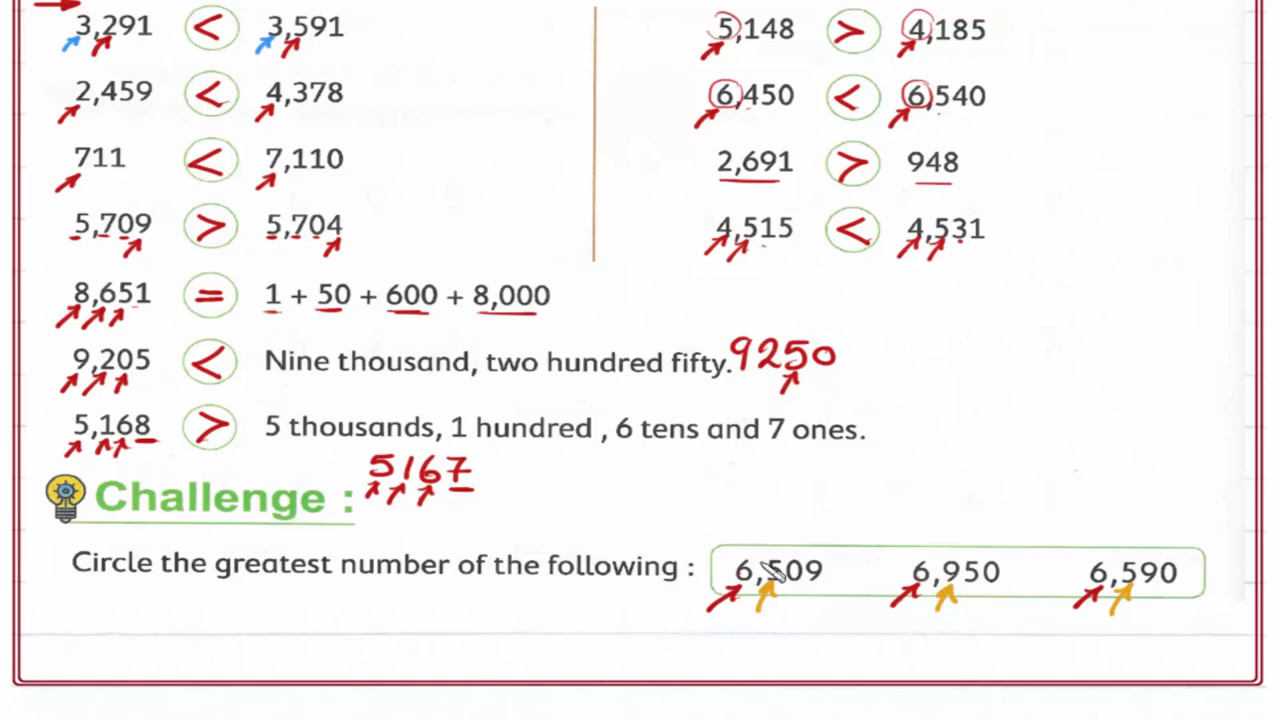 3,291 < 3,591
5,148 > 4,185
2,459 < 4,378
6,450 < 6,540
711 < 7,110
2,691 > 948
5,709 > 5,704
4,515 < 4,531
8,651 = 1 + 50 + 600 + 8,000
9,205 < Nine thousand, two hundred fifty. 9250
5,168 > 5 thousands, 1 hundred , 6 tens and 7 ones.
5167
Challenge :
Circle the greatest number of the following : 6,509 6,950 6,590